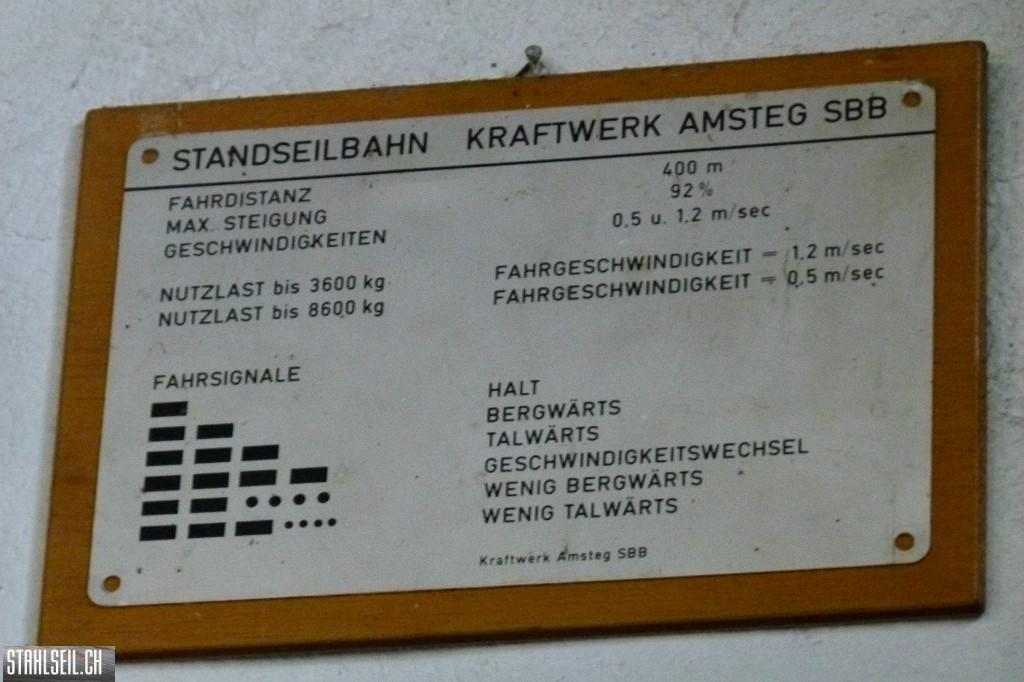 STANDSEILBAHN KRAFTWERK AMSTEG SBB
FAHRDISTANZ 400 m
MAX. STEIGUNG 92%
GESCHWINDIGKEITEN 0,5 u. 1,2 m/sec
NUTZLAST bis 3600 kg FAHRGESCHWINDIGKEIT = 1,2 m/sec
NUTZLAST bis 8600 kg FAHRGESCHWINDIGKEIT = 0,5 m/sec
FAHRSIGNALE
HALT
BERGWÄRTS
TALWÄRTS
GESCHWINDIGKEITSWECHSEL
WENIG BERGWÄRTS
WENIG TALWÄRTS
Kraftwerk Amsteg SBB
STAHLSEIL.CH